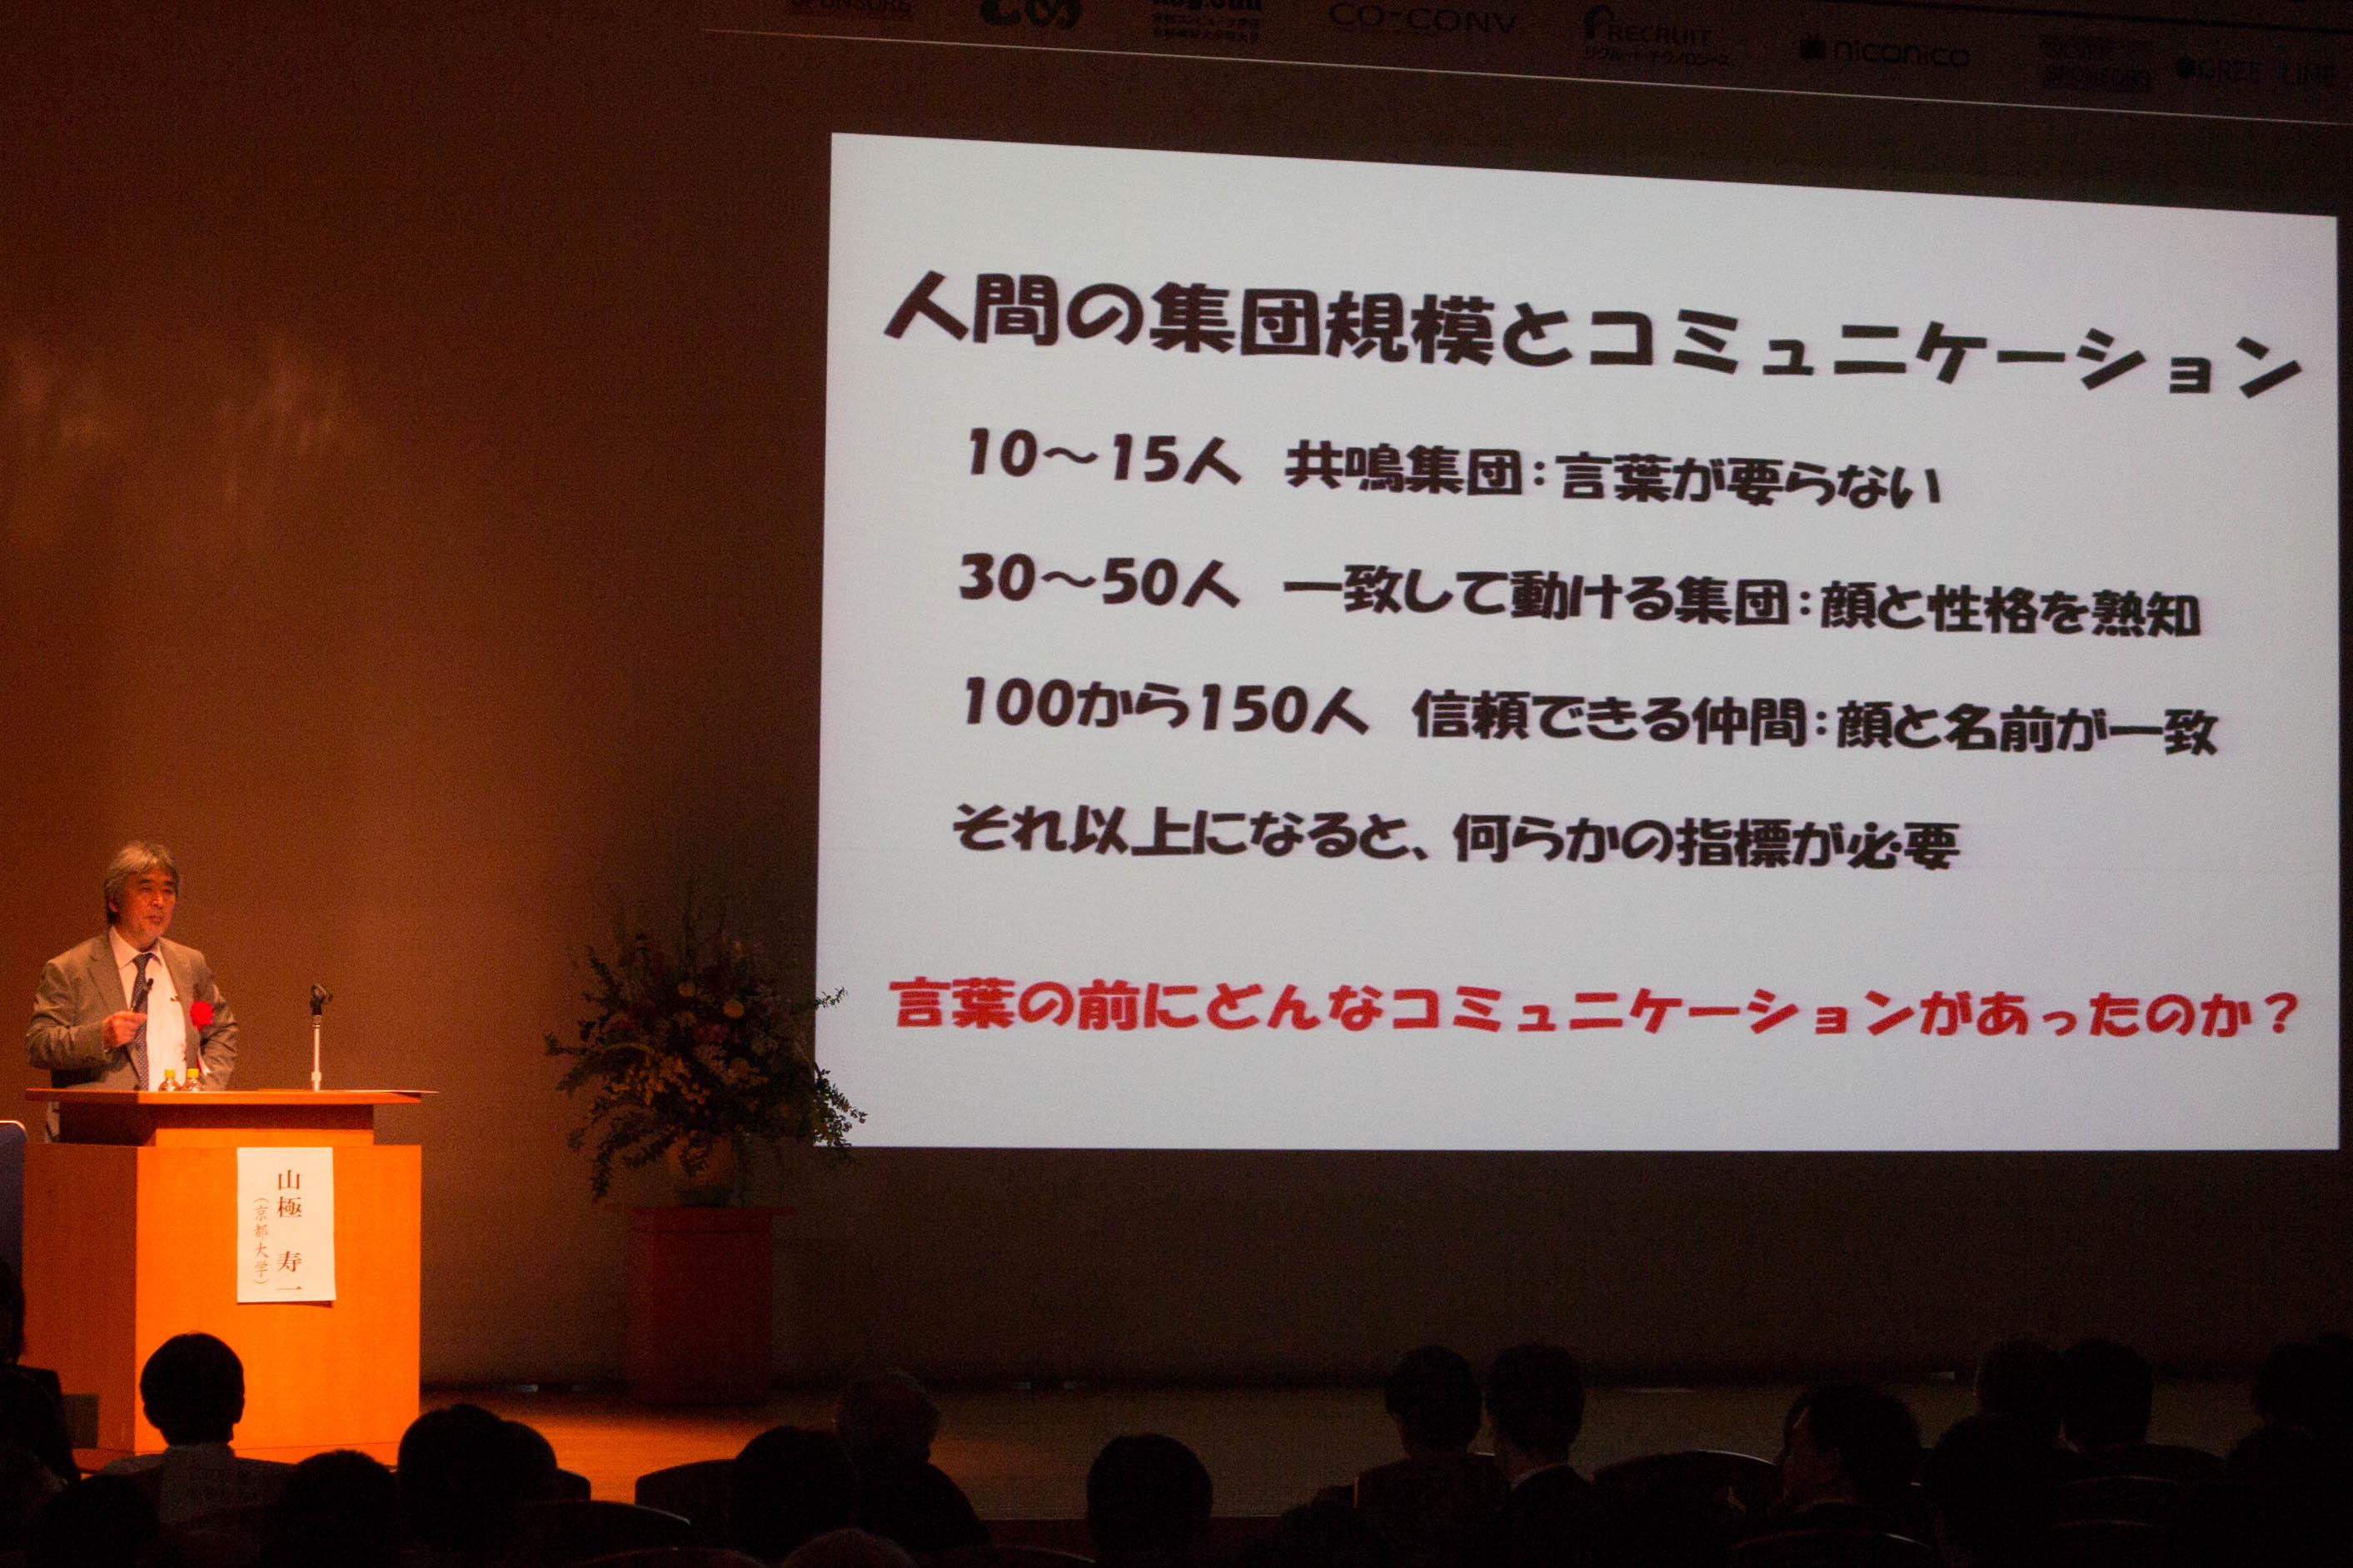 SPONSORS
CO-CONV
RECRUIT
リクルートテクノロジーズ
niconico
SPONSORS
GREE
LINE
人間の集団規模とコミュニケーション
10～15人　共鳴集団：言葉が要らない
30～50人　一致して動ける集団：顔と性格を熟知
100から150人　信頼できる仲間：顔と名前が一致
それ以上になると、何らかの指標が必要
言葉の前にどんなコミュニケーションがあったのか？
山極　寿一
（京都大学）